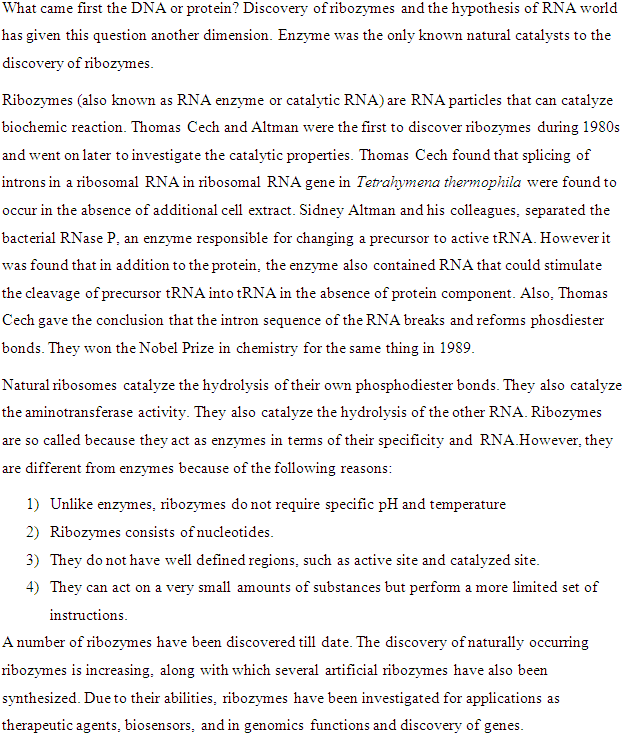 What came first the DNA or protein? Discovery of ribozymes and the hypothesis of RNA world
has given this question another dimension. Enzyme was the only known natural catalysts to the
discovery of ribozymes.
Ribozymes (also known as RNA enzyme or catalytic RNA) are RNA particles that can catalyze
biochemic reaction. Thomas Cech and Altman were the first to discover ribozymes during 1980s
and went on later to investigate the catalytic properties. Thomas Cech found that splicing of
introns in a ribosomal RNA in ribosomal RNA gene in Tetrahymena thermophila were found to
occur in the absence of additional cell extract. Sidney Altman and his colleagues, separated the
bacterial RNase P, an enzyme responsible for changing a precursor to active tRNA. However it
was found that in addition to the protein, the enzyme also contained RNA that could stimulate
the cleavage of precursor tRNA into tRNA in the absence of protein component. Also, Thomas
Cech gave the conclusion that the intron sequence of the RNA breaks and reforms phosdiester
bonds. They won the Nobel Prize in chemistry for the same thing in 1989.
Natural ribosomes catalyze the hydrolysis of their own phosphodiester bonds. They also catalyze
the aminotransferase activity. They also catalyze the hydrolysis of the other RNA. Ribozymes
are so called because they act as enzymes in terms of their specificity and RNA.However, they
are different from enzymes because of the following reasons:
1) Unlike enzymes, ribozymes do not require specific pH and temperature
2) Ribozymes consists of nucleotides.
3) They do not have well defined regions, such as active site and catalyzed site.
4) They can act on a very small amounts of substances but perform a more limited set of
instructions.
A number of ribozymes have been discovered till date. The discovery of naturally occurring
ribozymes is increasing, along with which several artificial ribozymes have also been
synthesized. Due to their abilities, ribozymes have been investigated for applications as
therapeutic agents, biosensors, and in genomics functions and discovery of genes.